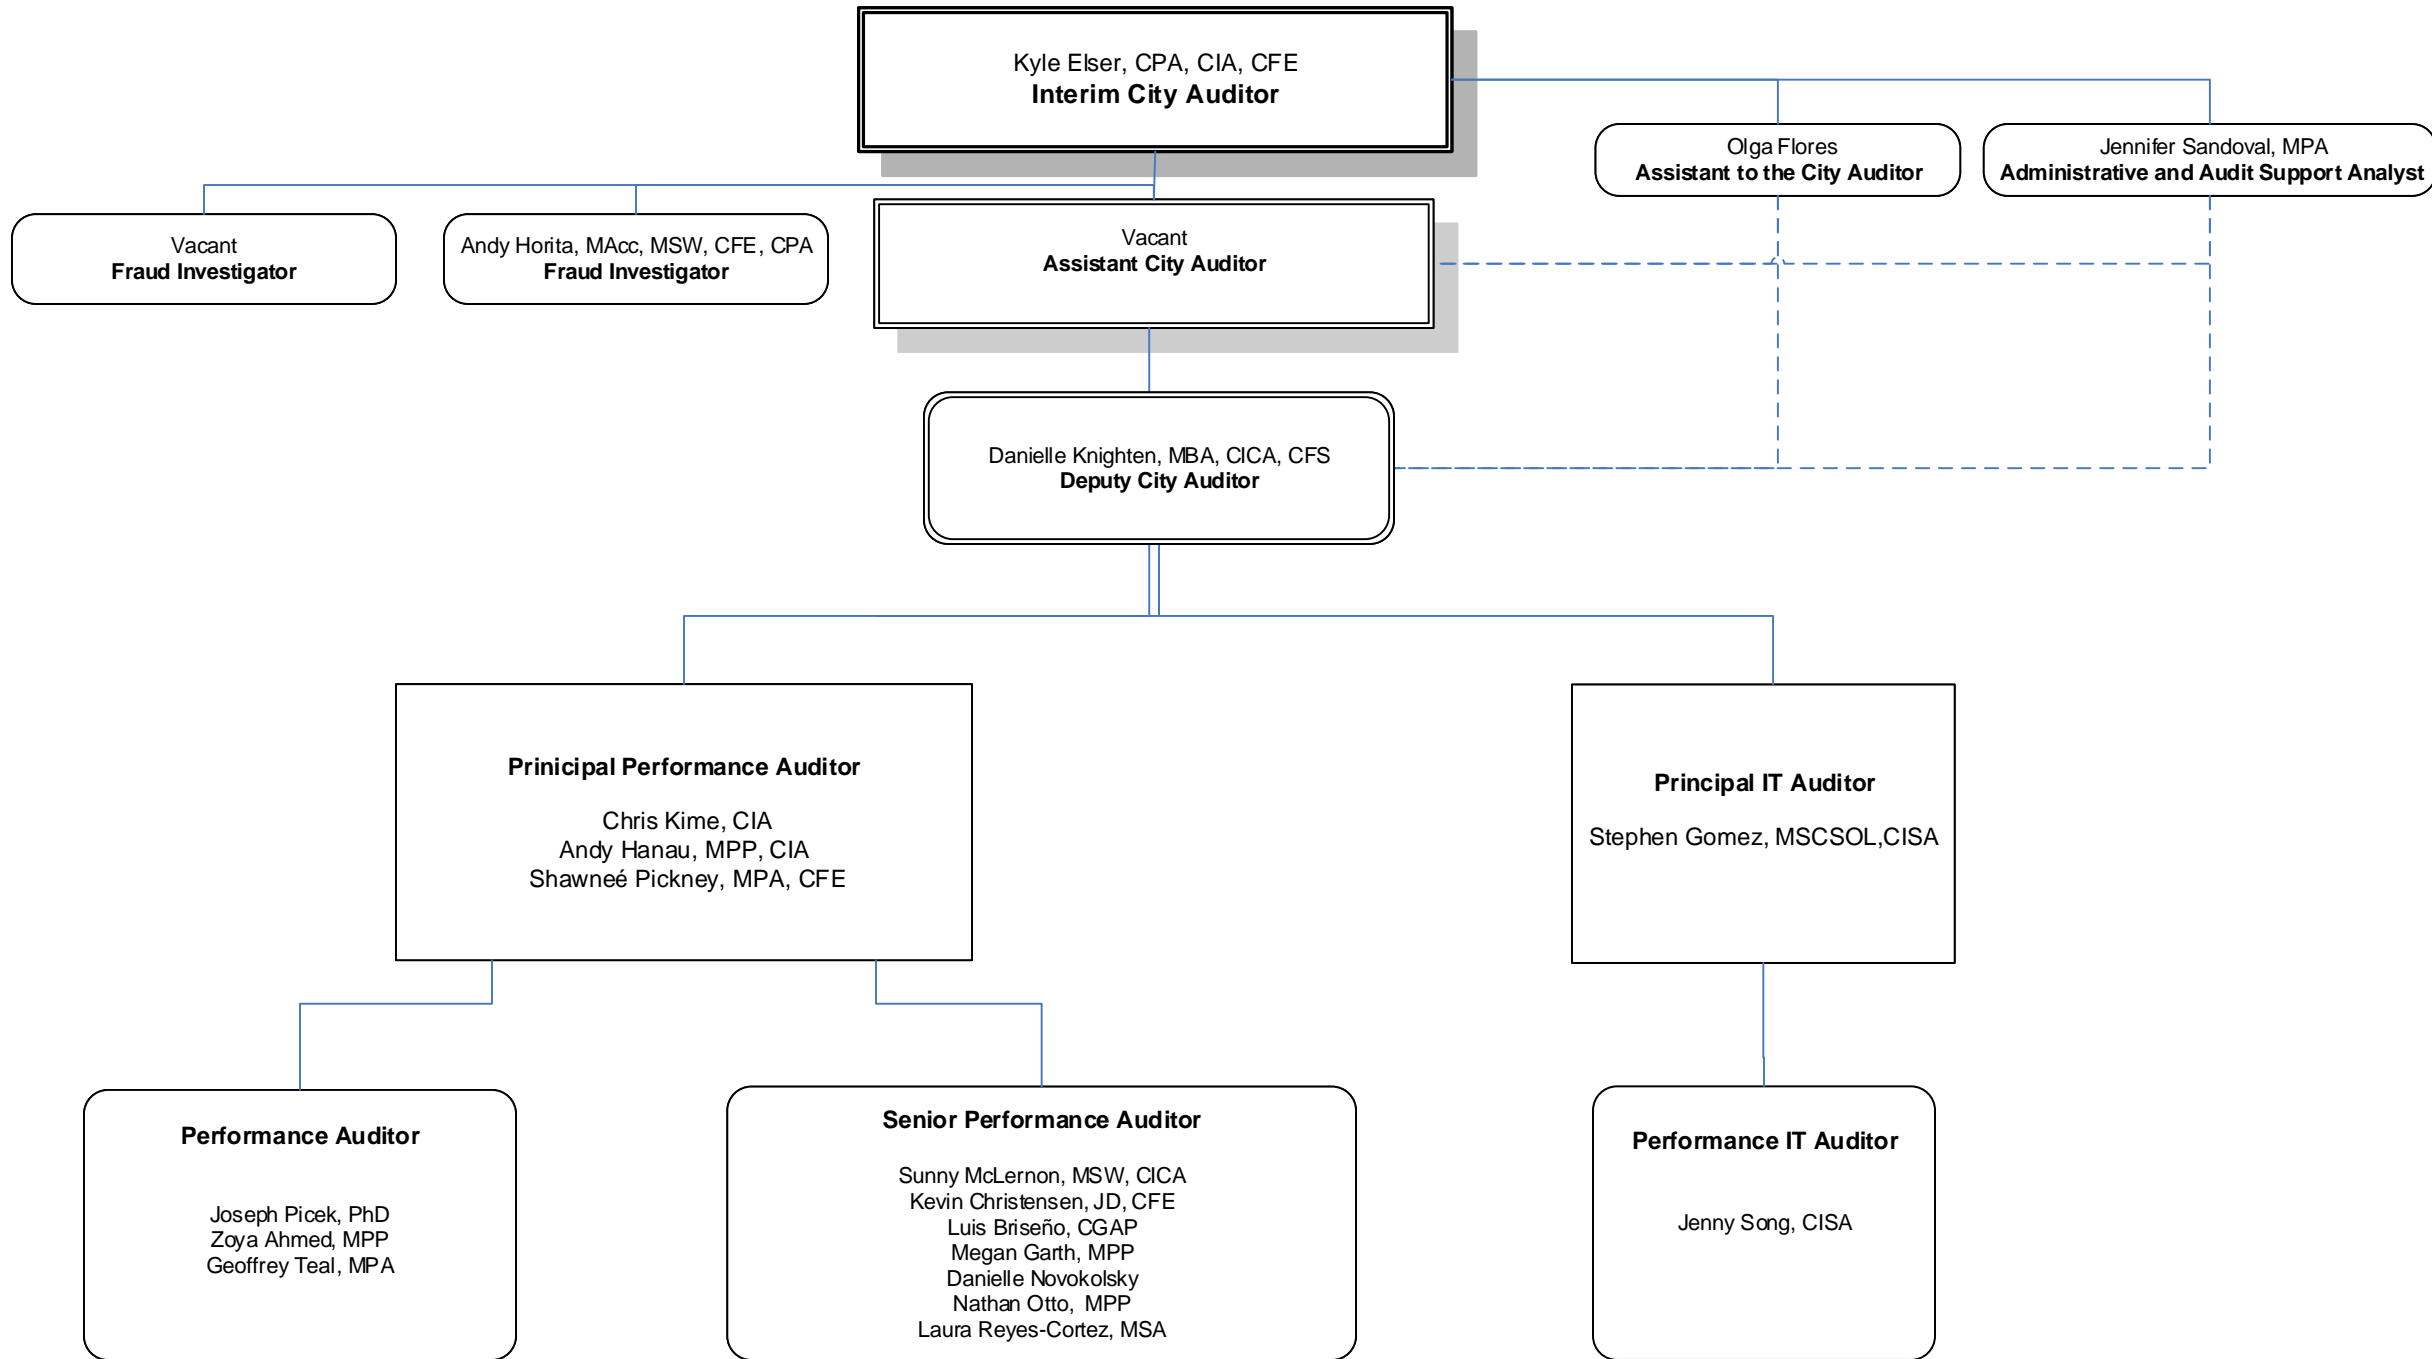 Kyle Elser, CPA, CIA, CFE
Interim City Auditor
Olga Flores
Assistant to the City Auditor
Jennifer Sandoval, MPA
Administrative and Audit Support Analyst
Vacant
Fraud Investigator
Andy Horita, MAcc, MSW, CFE, CPA
Fraud Investigator
Vacant
Assistant City Auditor
Danielle Knighten, MBA, CICA, CFS
Deputy City Auditor
Prinicipal Performance Auditor
Chris Kime, CIA
Andy Hanau, MPP, CIA
Shawneé Pickney, MPA, CFE
Principal IT Auditor
Stephen Gomez, MSCSOL,CISA
Performance Auditor
Joseph Picek, PhD
Zoya Ahmed, MPP
Geoffrey Teal, MPA
Senior Performance Auditor
Sunny McLernon, MSW, CICA
Kevin Christensen, JD, CFE
Luis Briseño, CGAP
Megan Garth, MPP
Danielle Novokolsky
Nathan Otto, MPP
Laura Reyes-Cortez, MSA
Performance IT Auditor
Jenny Song, CISA